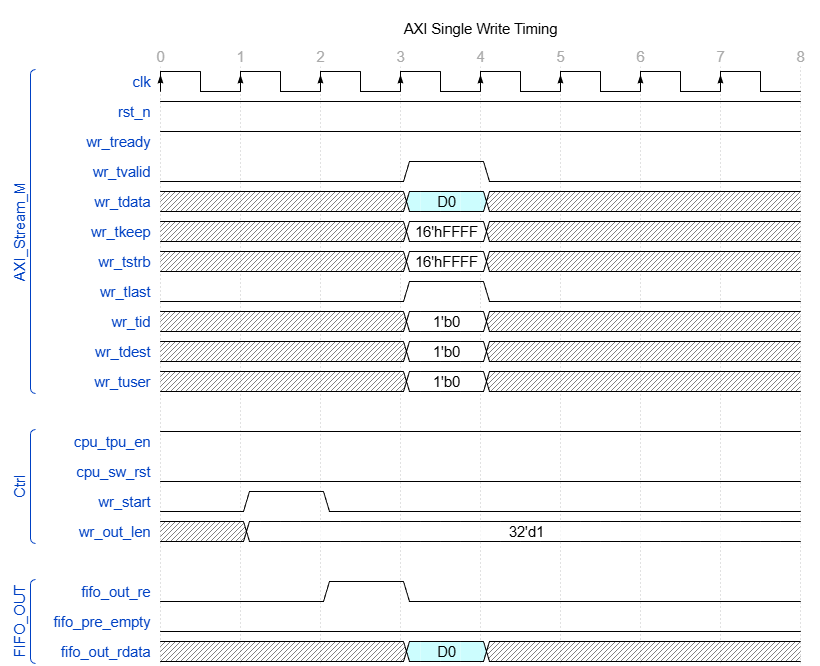 AXI Single Write Timing
0 1 2 3 4 5 6 7 8
AXI_Stream_M
clk
rst_n
wr_tready
wr_tvalid
wr_tdata D0
wr_tkeep 16'hFFFF
wr_tstrb 16'hFFFF
wr_tlast
wr_tid 1'b0
wr_tdest 1'b0
wr_tuser 1'b0
Ctrl
cpu_tpu_en
cpu_sw_rst
wr_start
wr_out_len 32'd1
FIFO_OUT
fifo_out_re
fifo_pre_empty
fifo_out_rdata D0